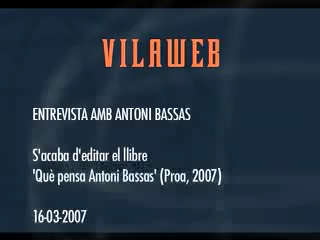 VILAWEB
ENTREVISTA AMB ANTONI BASSAS
S'acaba d'editar el llibre
'Què pensa Antoni Bassas' (Proa, 2007)
16-03-2007